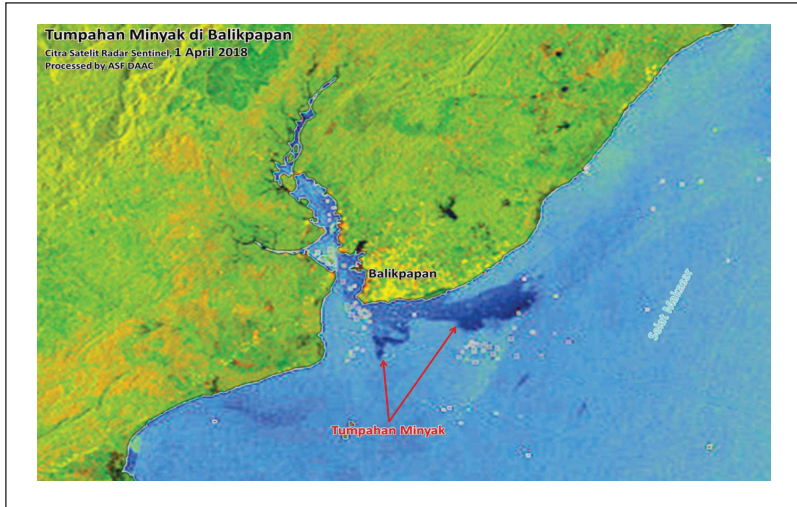 Tumpahan Minyak di Balikpapan
Citra Satelit Radar Sentinel, 1 April 2018
Processed by ASF DAAC
Balikpapan
Selat Makassar
Tumpahan Minyak